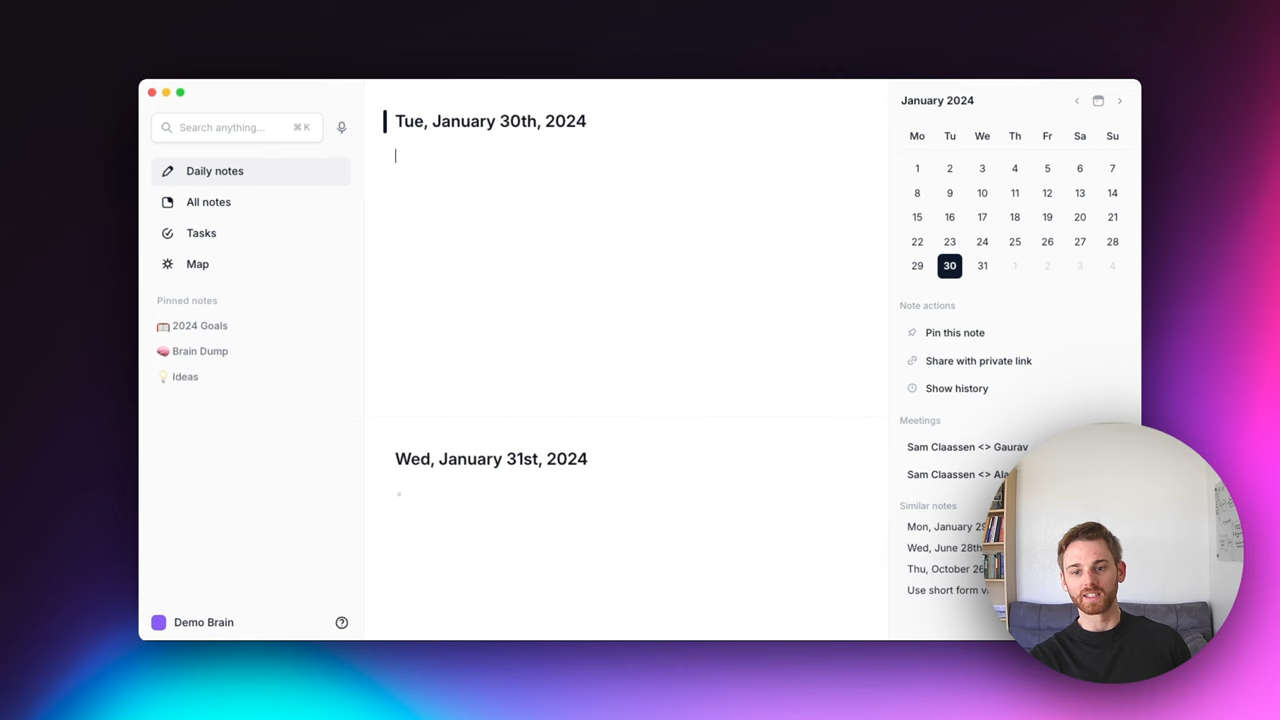 Search anything... ⌘K
Daily notes
All notes
Tasks
Map
Pinned notes
2024 Goals
Brain Dump
Ideas
Demo Brain
Tue, January 30th, 2024
Wed, January 31st, 2024
January 2024
Mo Tu We Th Fr Sa Su
1 2 3 4 5 6 7
8 9 10 11 12 13 14
15 16 17 18 19 20 21
22 23 24 25 26 27 28
29 30 31 1 2 3 4
Note actions
Pin this note
Share with private link
Show history
Meetings
Sam Claassen <> Gaurav
Sam Claassen <> Ala
Similar notes
Mon, January 29
Wed, June 28th
Thu, October 26
Use short form v